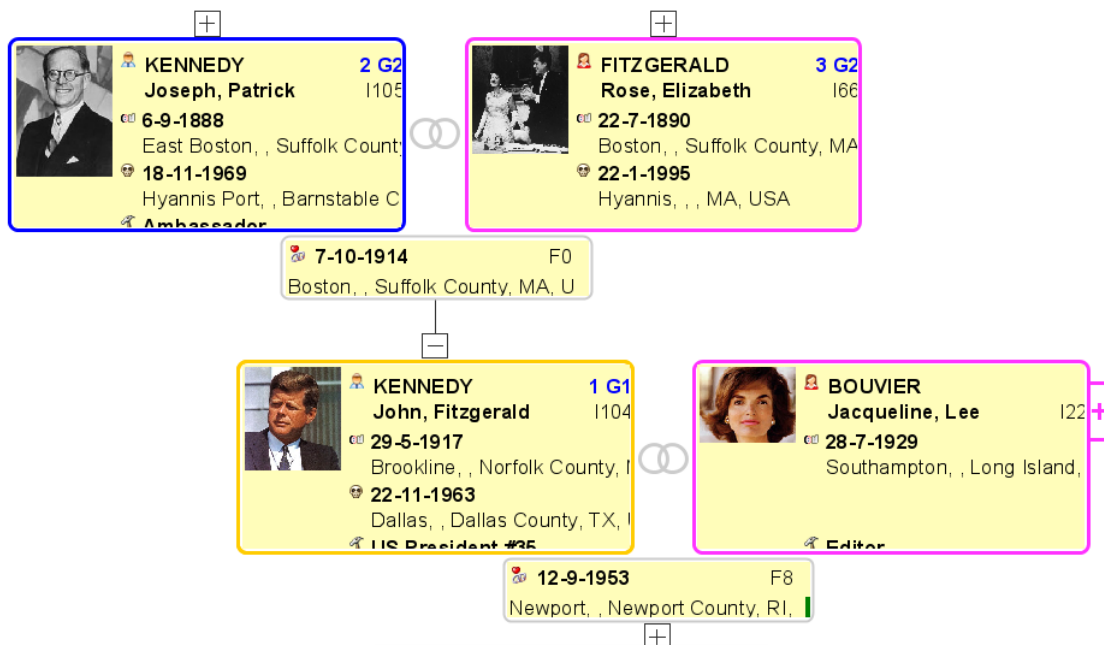 KENNEDY 2 G2
Joseph, Patrick I105
6-9-1888
East Boston, , Suffolk County
18-11-1969
Hyannis Port, , Barnstable C
Ambassador
FITZGERALD 3 G2
Rose, Elizabeth I66
22-7-1890
Boston, , Suffolk County, MA
22-1-1995
Hyannis, , , MA, USA
7-10-1914 F0
Boston, , Suffolk County, MA, U
KENNEDY 1 G1
John, Fitzgerald I104
29-5-1917
Brookline, , Norfolk County,
22-11-1963
Dallas, , Dallas County, TX,
US President #35
BOUVIER
Jacqueline, Lee I22
28-7-1929
Southampton, , Long Island,
Editor
12-9-1953 F8
Newport, , Newport County, RI,